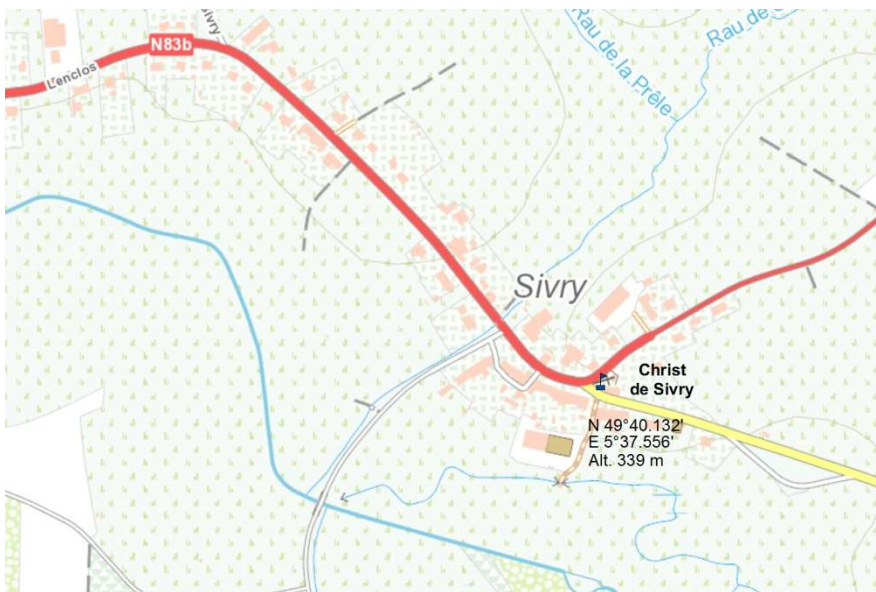 Sivry
N83b
L'enclos
Rau de la Prêle
Rau de
Sivry
Christ
de Sivry
N 49°40.132'
E 5°37.556'
Alt. 339 m